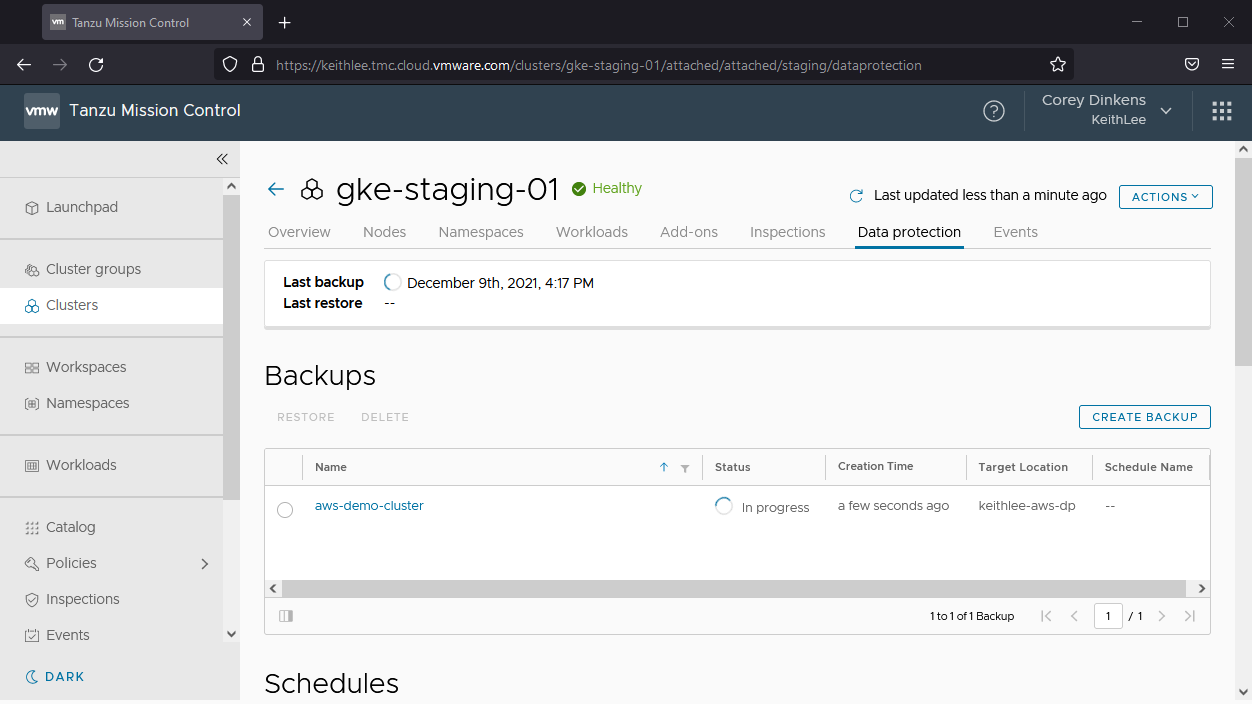 vm Tanzu Mission Control
https://keithlee.tmc.cloud.vmware.com/clusters/gke-staging-01/attached/attached/staging/dataprotection
vmw Tanzu Mission Control
?
Corey Dinkens
KeithLee
Launchpad
Cluster groups
Clusters
Workspaces
Namespaces
Workloads
Catalog
Policies
Inspections
Events
DARK
gke-staging-01 Healthy
Last updated less than a minute ago ACTIONS
Overview Nodes Namespaces Workloads Add-ons Inspections Data protection Events
Last backup December 9th, 2021, 4:17 PM
Last restore --
Backups
RESTORE DELETE CREATE BACKUP
Name Status Creation Time Target Location Schedule Name
aws-demo-cluster In progress a few seconds ago keithlee-aws-dp --
1 to 1 of 1 Backup 1 / 1
Schedules